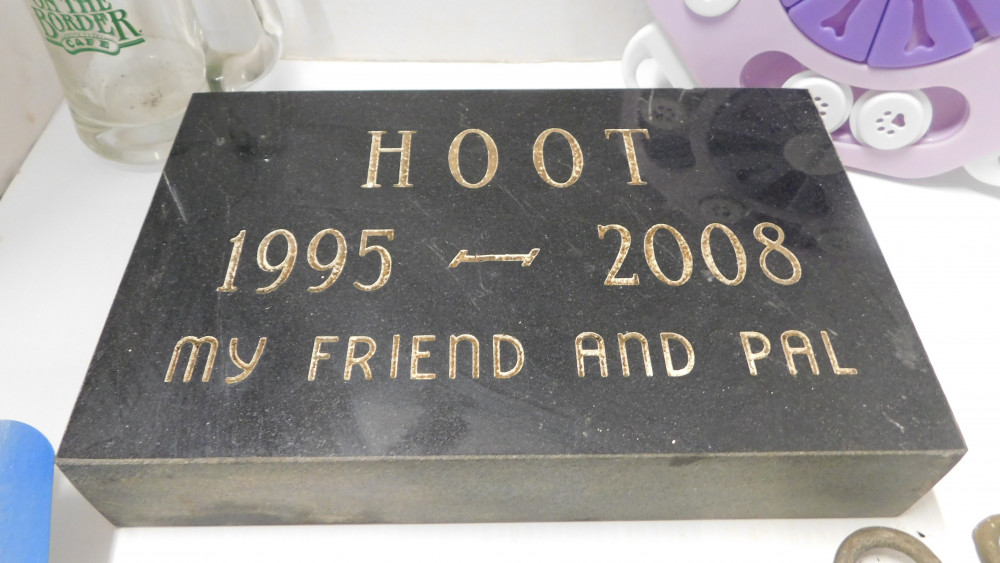 ON THE
BORDER
CAFE
HOOT
1995 — 2008
MY FRIEND AND PAL